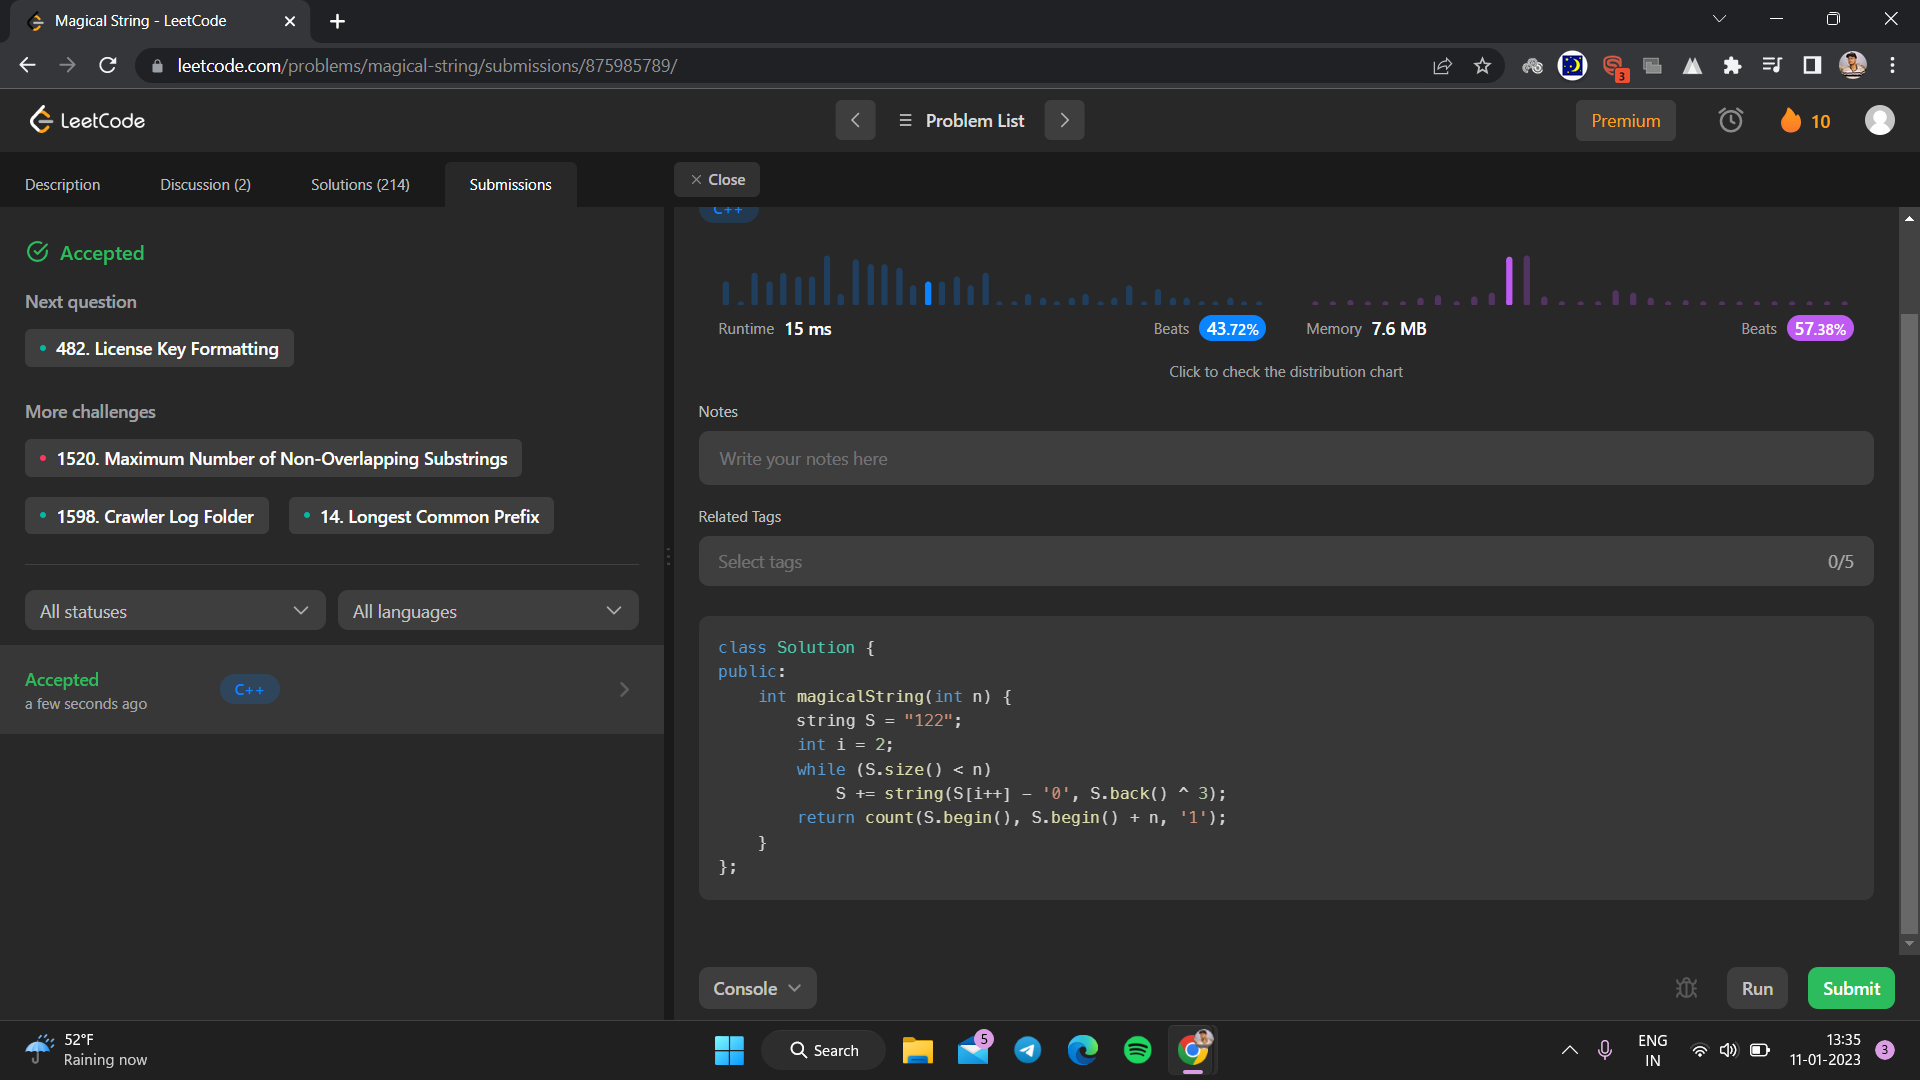 Magical String - LeetCode
leetcode.com/problems/magical-string/submissions/875985789/
3
LeetCode
Problem List
Premium
10
Description
Discussion (2)
Solutions (214)
Submissions
Close
C++
Accepted
Next question
482. License Key Formatting
More challenges
1520. Maximum Number of Non-Overlapping Substrings
1598. Crawler Log Folder
14. Longest Common Prefix
All statuses
All languages
Accepted
a few seconds ago
C++
Runtime 15 ms
Beats 43.72%
Memory 7.6 MB
Beats 57.38%
Click to check the distribution chart
Notes
Write your notes here
Related Tags
Select tags
0/5
class Solution {
public:
    int magicalString(int n) {
        string S = "122";
        int i = 2;
        while (S.size() < n)
            S += string(S[i++] - '0', S.back() ^ 3);
        return count(S.begin(), S.begin() + n, '1');
    }
};
Console
Run
Submit
52°F
Raining now
Search
5
ENG
IN
13:35
11-01-2023
3